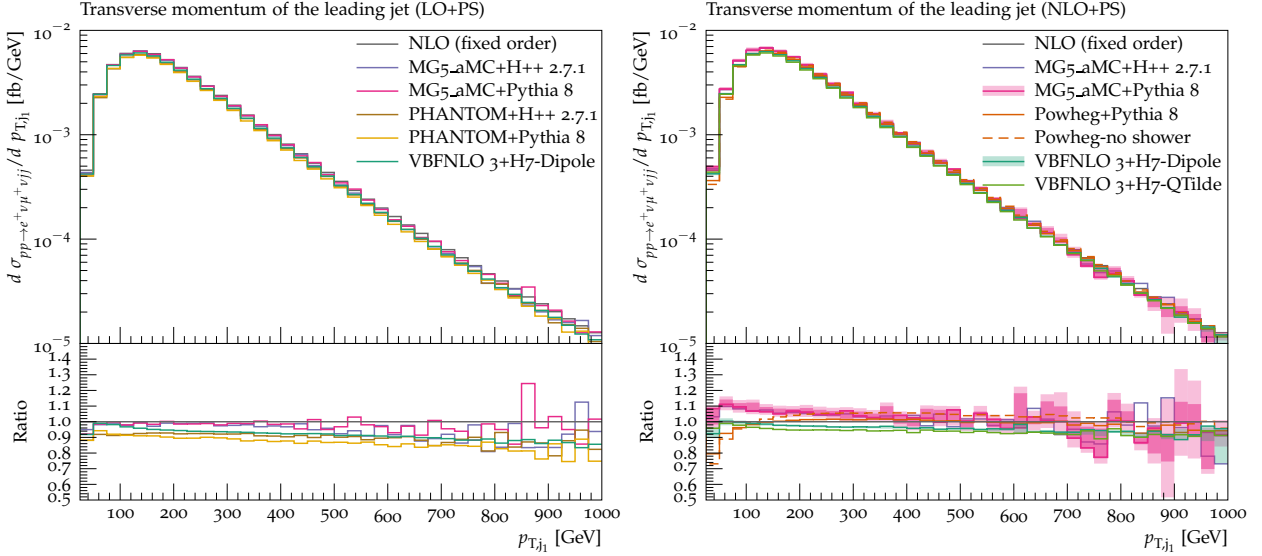 Transverse momentum of the leading jet (LO+PS)
10⁻²
10⁻³
10⁻⁴
10⁻⁵
d σ_{pp→e⁺νμ⁺νjj}/d p_{T,j₁} [fb/GeV]
NLO (fixed order)
MG5_aMC+H++ 2.7.1
MG5_aMC+Pythia 8
PHANTOM+H++ 2.7.1
PHANTOM+Pythia 8
VBFNLO 3+H7-Dipole
1.4
1.3
1.2
1.1
1.0
0.9
0.8
0.7
0.6
0.5
Ratio
100 200 300 400 500 600 700 800 900 1000
p_{T,j₁} [GeV]
Transverse momentum of the leading jet (NLO+PS)
10⁻²
10⁻³
10⁻⁴
10⁻⁵
d σ_{pp→e⁺νμ⁺νjj}/d p_{T,j₁} [fb/GeV]
NLO (fixed order)
MG5_aMC+H++ 2.7.1
MG5_aMC+Pythia 8
Powheg+Pythia 8
Powheg-no shower
VBFNLO 3+H7-Dipole
VBFNLO 3+H7-QTilde
1.4
1.3
1.2
1.1
1.0
0.9
0.8
0.7
0.6
0.5
Ratio
100 200 300 400 500 600 700 800 900 1000
p_{T,j₁} [GeV]